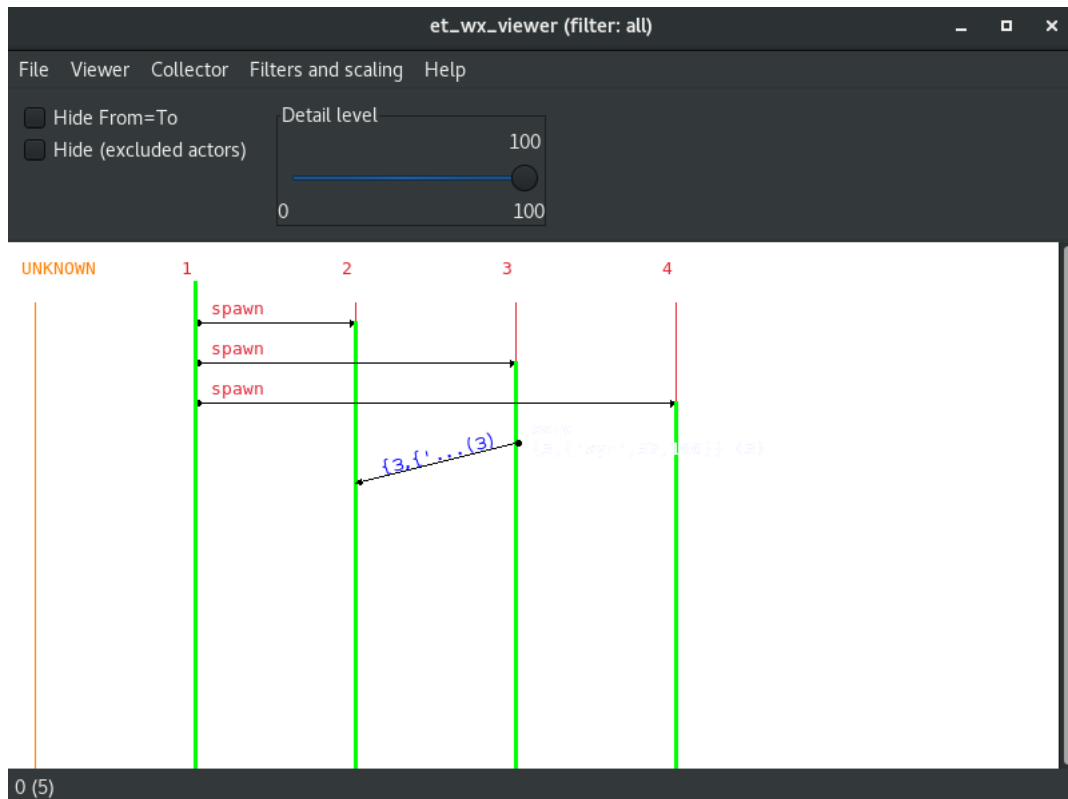 et_wx_viewer (filter: all)
File Viewer Collector Filters and scaling Help
Hide From=To
Hide (excluded actors)
Detail level
100
0 100
UNKNOWN 1 2 3 4
spawn
spawn
spawn
{3,{'...(3)
0 (5)